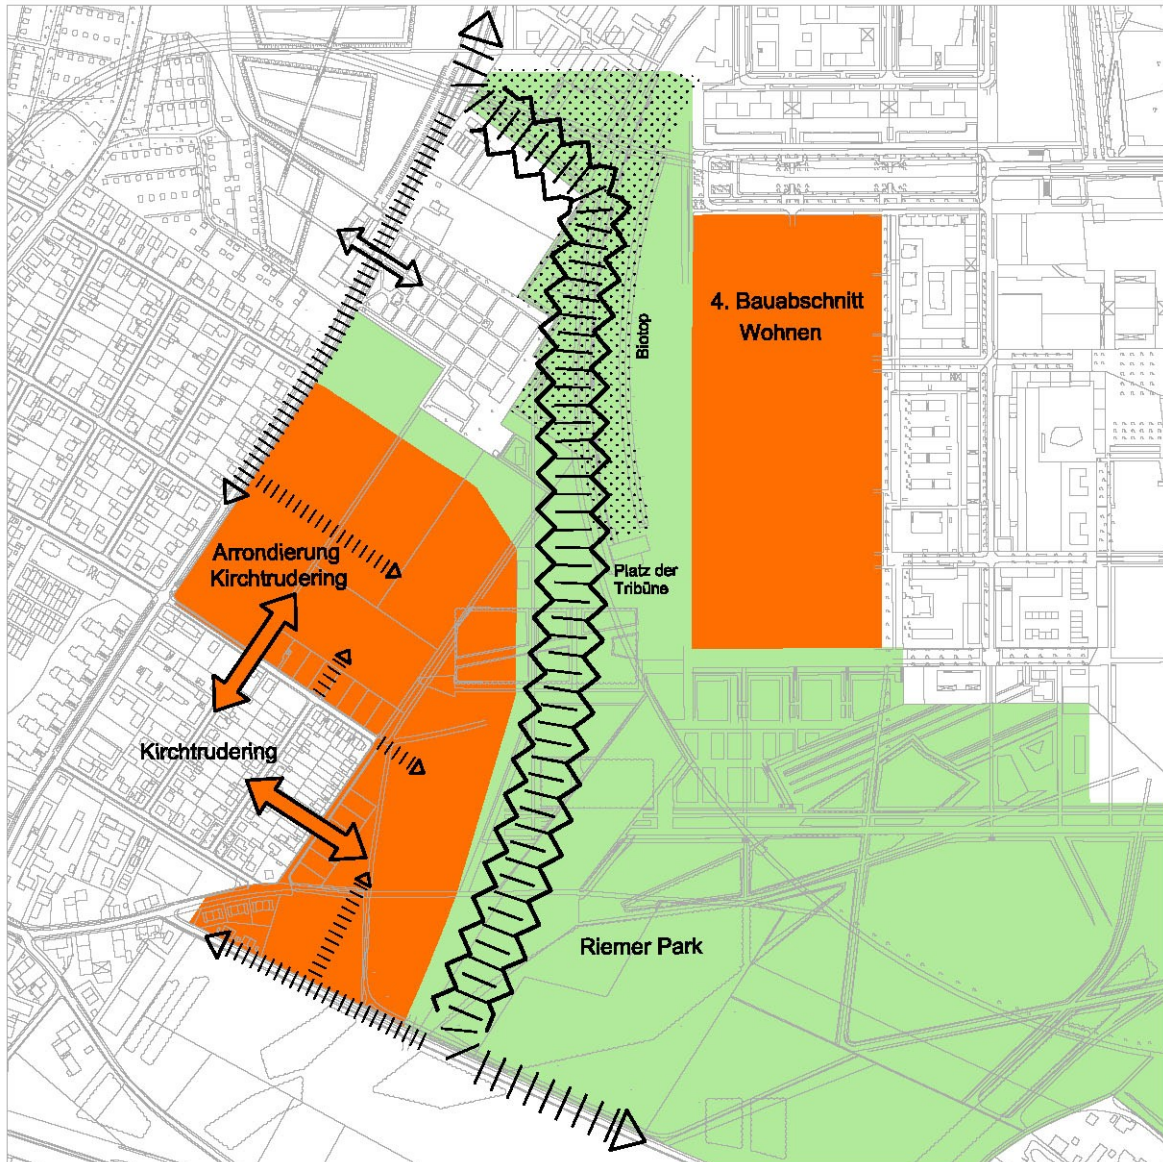 4. Bauabschnitt
Wohnen
Biotop
Arrondierung
Kirchtrudering
Platz der
Tribüne
Kirchtrudering
Riemer Park